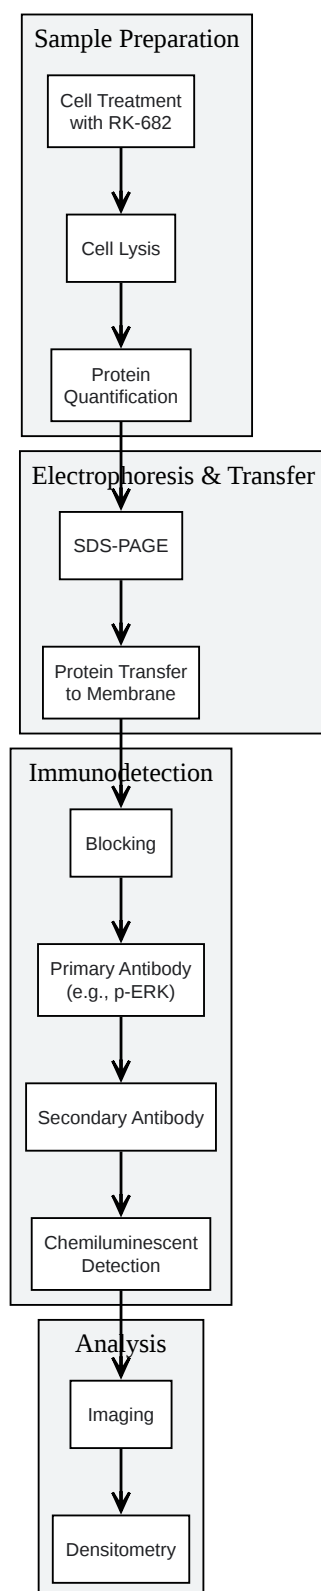 Sample Preparation
Cell Treatment
with RK-682
Cell Lysis
Protein
Quantification
Electrophoresis & Transfer
SDS-PAGE
Protein Transfer
to Membrane
Immunodetection
Blocking
Primary Antibody
(e.g., p-ERK)
Secondary Antibody
Chemiluminescent
Detection
Analysis
Imaging
Densitometry